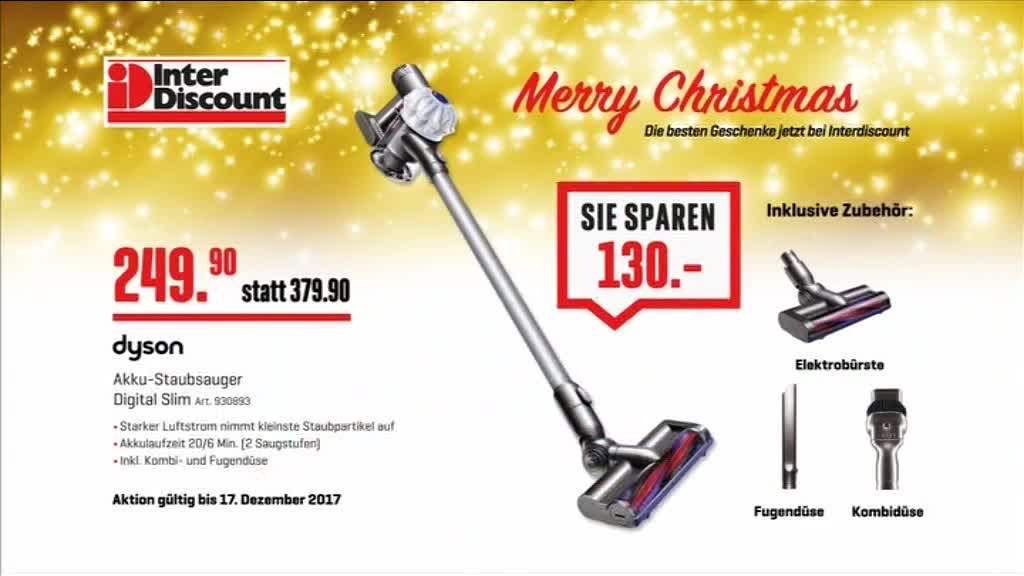 iD Inter
Discount
Merry Christmas
Die besten Geschenke jetzt bei Interdiscount
SIE SPAREN
130.–
Inklusive Zubehör:
249.90 statt 379.90
dyson
Akku-Staubsauger
Digital Slim Art. 930893
• Starker Luftstrom nimmt kleinste Staubpartikel auf
• Akkulaufzeit 20/6 Min. (2 Saugstufen)
• Inkl. Kombi- und Fugendüse
Aktion gültig bis 17. Dezember 2017
Elektrobürste
Fugendüse
Kombidüse